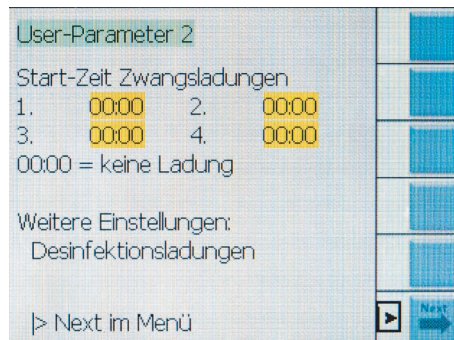 User-Parameter 2
Start-Zeit Zwangsladungen
1. 00:00 2. 00:00
3. 00:00 4. 00:00
00:00 = keine Ladung
Weitere Einstellungen:
Desinfektionsladungen
|> Next im Menü
Next